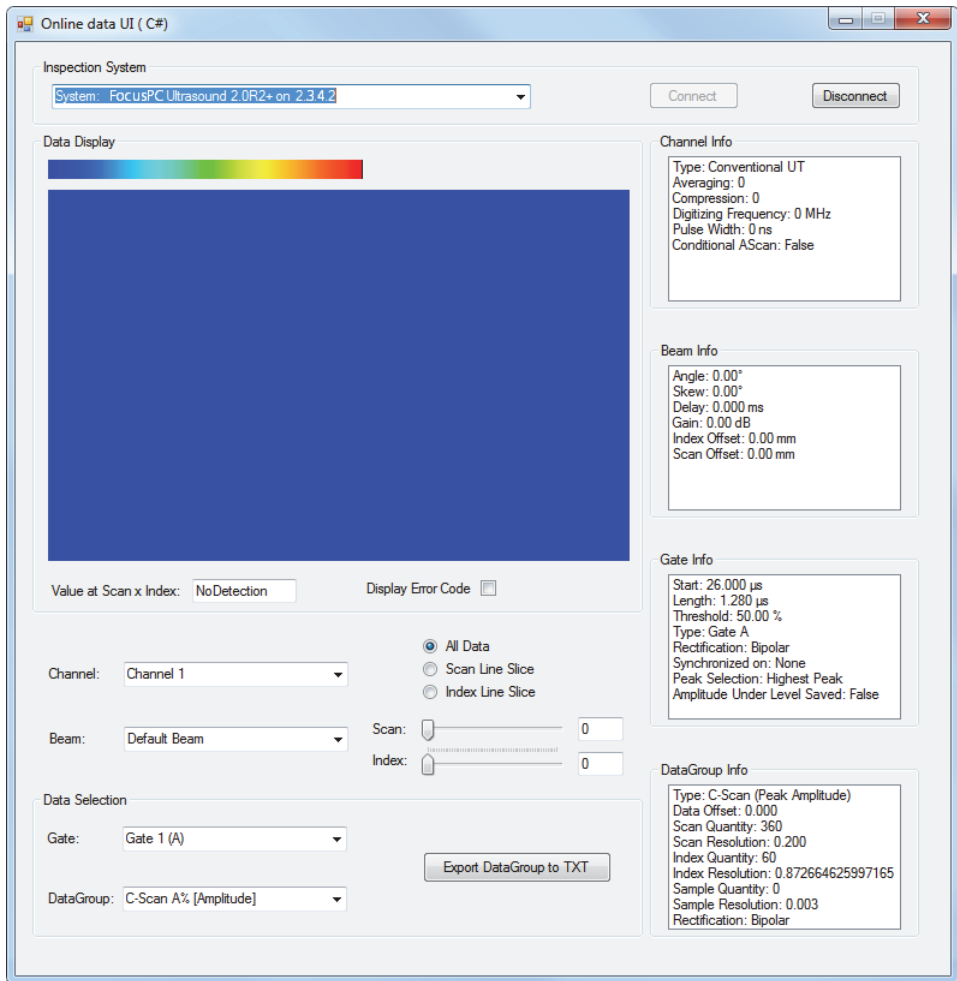 Online data UI ( C#)
Inspection System
System: FocusPC Ultrasound 2.0R2+ on 2.3.4.2
Connect
Disconnect
Data Display
Value at Scan x Index: NoDetection
Display Error Code
Channel: Channel 1
Beam: Default Beam
All Data
Scan Line Slice
Index Line Slice
Scan: 0
Index: 0
Data Selection
Gate: Gate 1 (A)
DataGroup: C-Scan A% [Amplitude]
Export DataGroup to TXT
Channel Info
Type: Conventional UT
Averaging: 0
Compression: 0
Digitizing Frequency: 0 MHz
Pulse Width: 0 ns
Conditional AScan: False
Beam Info
Angle: 0.00°
Skew: 0.00°
Delay: 0.000 ms
Gain: 0.00 dB
Index Offset: 0.00 mm
Scan Offset: 0.00 mm
Gate Info
Start: 26.000 µs
Length: 1.280 µs
Threshold: 50.00 %
Type: Gate A
Rectification: Bipolar
Synchronized on: None
Peak Selection: Highest Peak
Amplitude Under Level Saved: False
DataGroup Info
Type: C-Scan (Peak Amplitude)
Data Offset: 0.000
Scan Quantity: 360
Scan Resolution: 0.200
Index Quantity: 60
Index Resolution: 0.872664625997165
Sample Quantity: 0
Sample Resolution: 0.003
Rectification: Bipolar